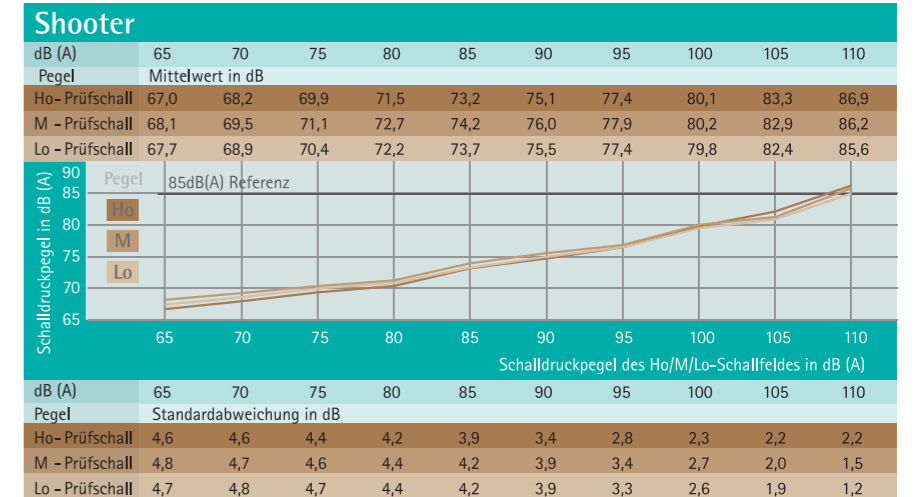 Shooter
dB (A) 65 70 75 80 85 90 95 100 105 110
Pegel Mittelwert in dB
Ho- Prüfschall 67,0 68,2 69,9 71,5 73,2 75,1 77,4 80,1 83,3 86,9
M - Prüfschall 68,1 69,5 71,1 72,7 74,2 76,0 77,9 80,2 82,9 86,2
Lo - Prüfschall 67,7 68,9 70,4 72,2 73,7 75,5 77,4 79,8 82,4 85,6
Schalldruckpegel in dB (A)
90
85
80
75
70
65
Pegel
Ho
M
Lo
85dB(A) Referenz
65 70 75 80 85 90 95 100 105 110
Schalldruckpegel des Ho/M/Lo-Schallfeldes in dB (A)
dB (A) 65 70 75 80 85 90 95 100 105 110
Pegel Standardabweichung in dB
Ho- Prüfschall 4,6 4,6 4,4 4,2 3,9 3,4 2,8 2,3 2,2 2,2
M - Prüfschall 4,8 4,7 4,6 4,4 4,2 3,9 3,4 2,7 2,0 1,5
Lo - Prüfschall 4,7 4,8 4,7 4,4 4,2 3,9 3,3 2,6 1,9 1,2